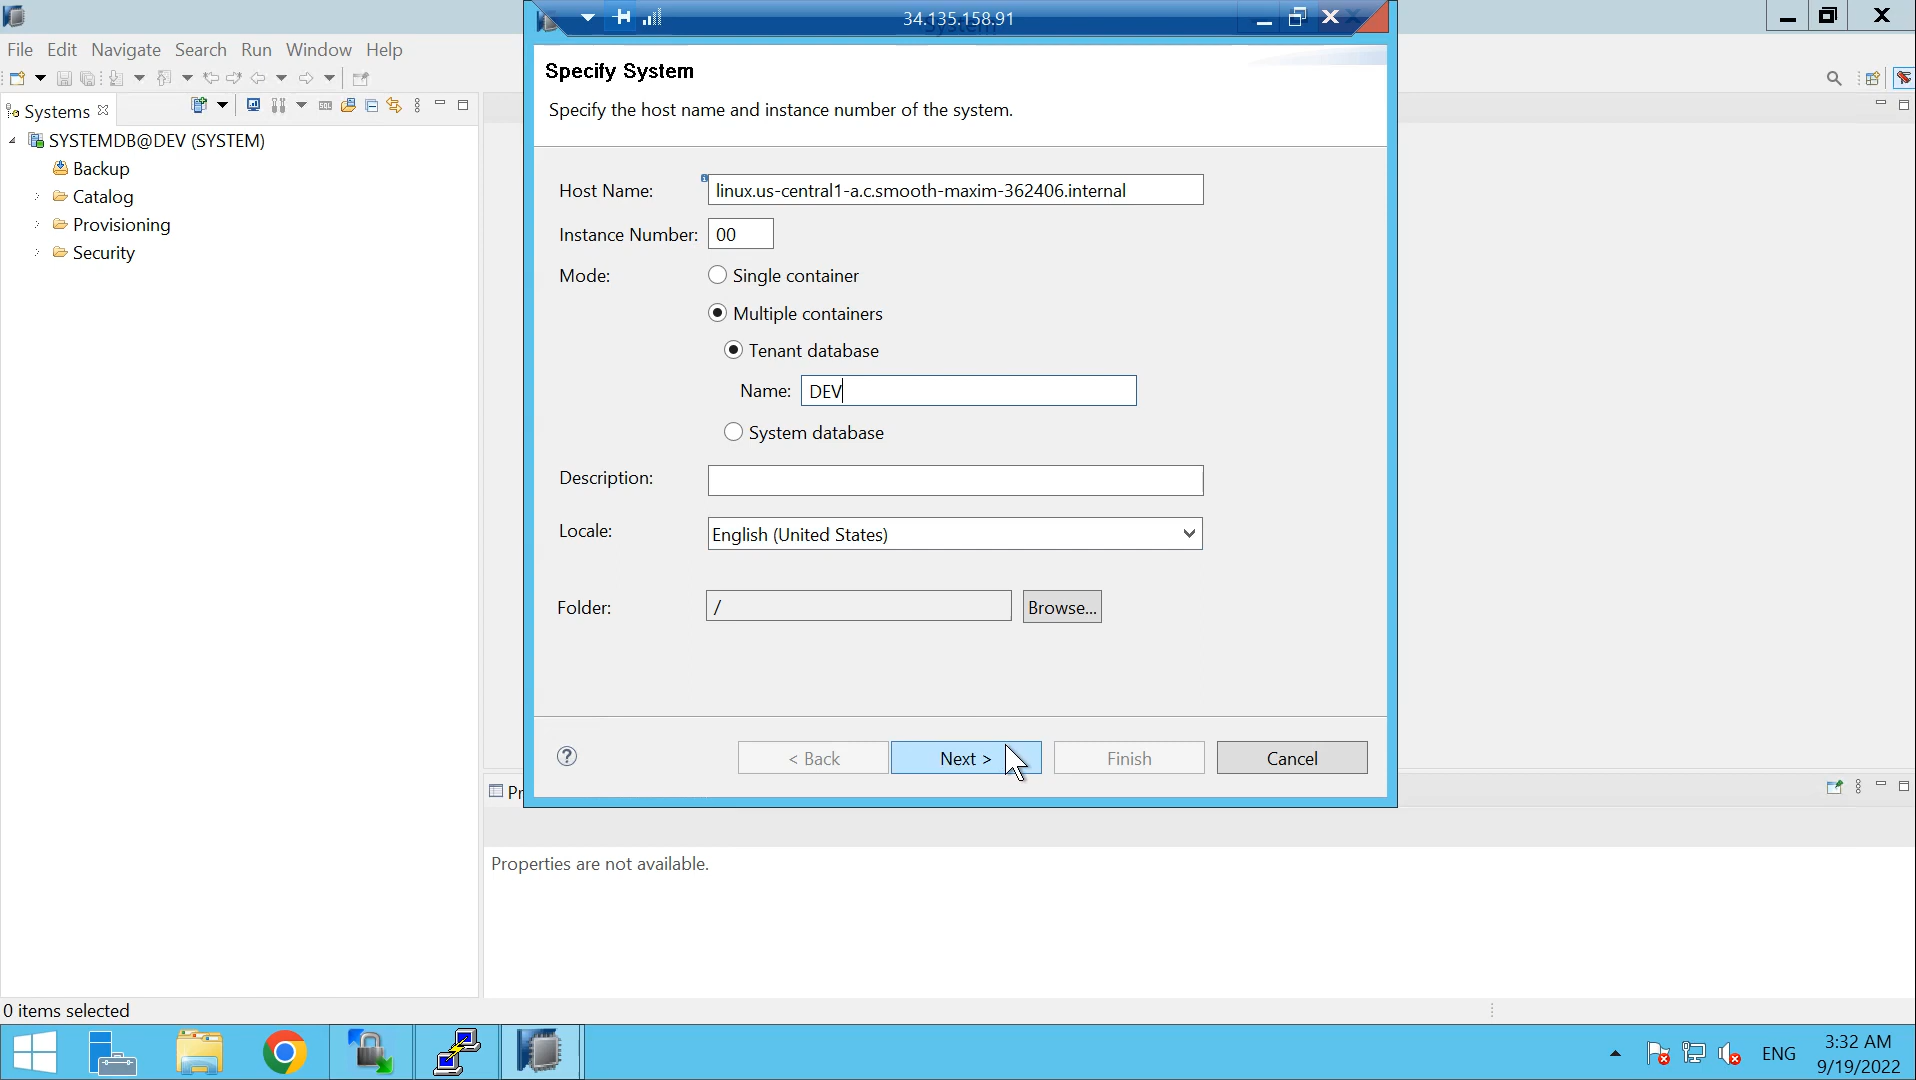 34.135.158.91
File Edit Navigate Search Run Window Help
Systems
SYSTEMDB@DEV (SYSTEM)
Backup
Catalog
Provisioning
Security
Specify System
Specify the host name and instance number of the system.
Host Name: linux.us-central1-a.c.smooth-maxim-362406.internal
Instance Number: 00
Mode: Single container
Multiple containers
Tenant database
Name: DEV
System database
Description:
Locale: English (United States)
Folder: / Browse...
< Back Next > Finish Cancel
Pr
Properties are not available.
0 items selected
ENG
3:32 AM
9/19/2022